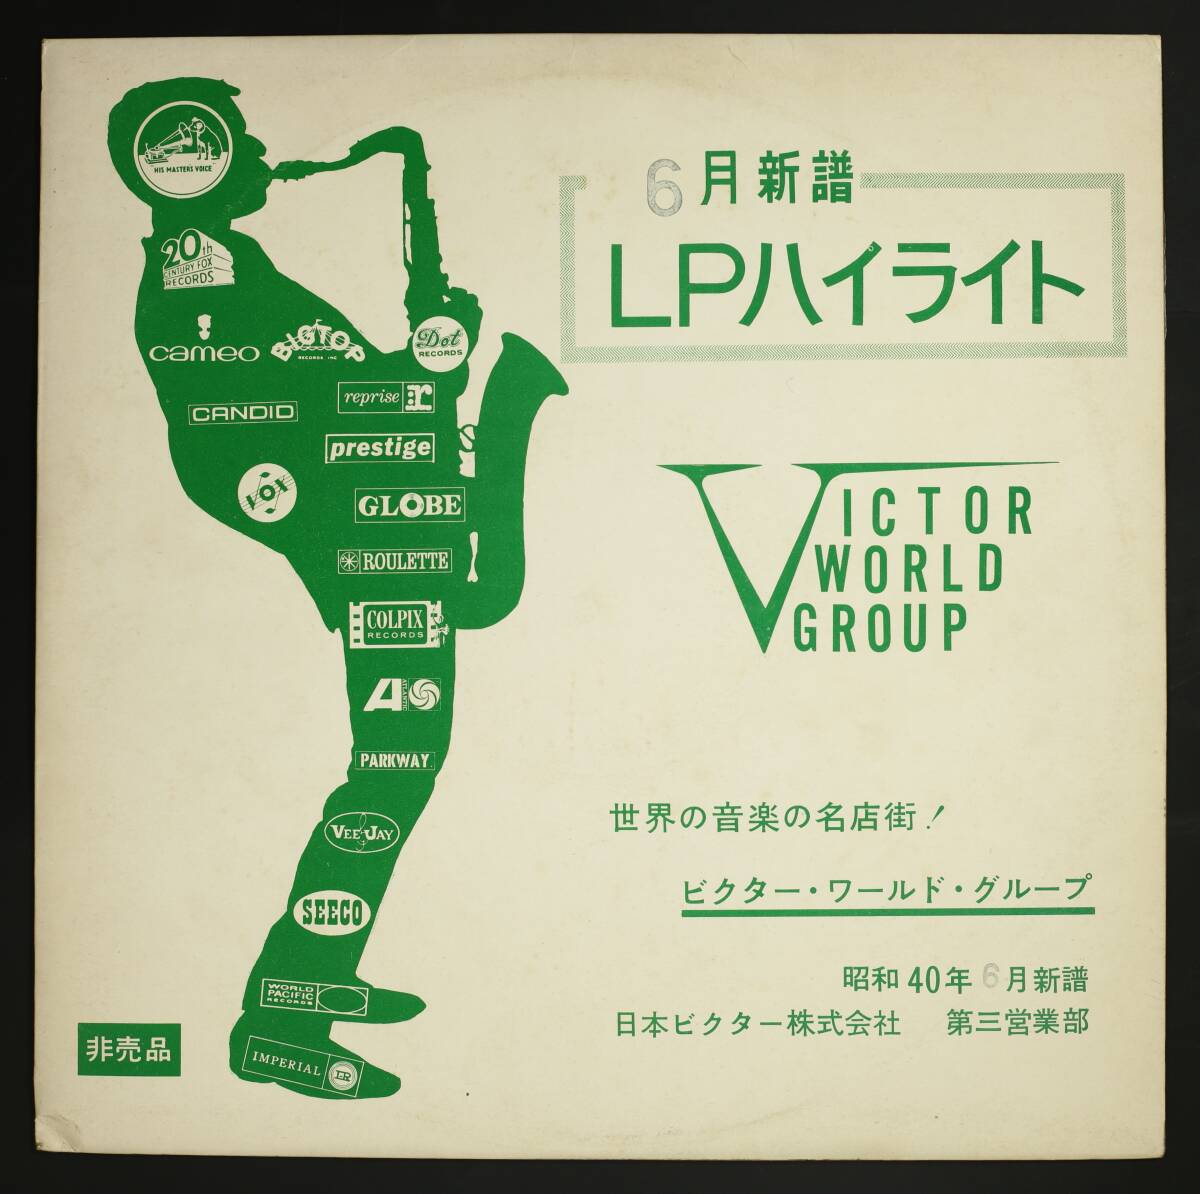 6月新譜
LPハイライト
VICTOR
WORLD
GROUP
世界の音楽の名店街!
ビクター・ワールド・グループ
昭和40年6月新譜
日本ビクター株式会社 第三営業部
非売品
HIS MASTER'S VOICE
20th
CENTURY FOX
RECORDS
cameo
BIGTOP
RECORDS INC
Dot
RECORDS
reprise r
CANDID
prestige
VOX
GLOBE
ROULETTE
COLPIX
RECORDS
A ATLANTIC
PARKWAY
VEE JAY
SEECO
WORLD
PACIFIC
RECORDS
IMPERIAL LR